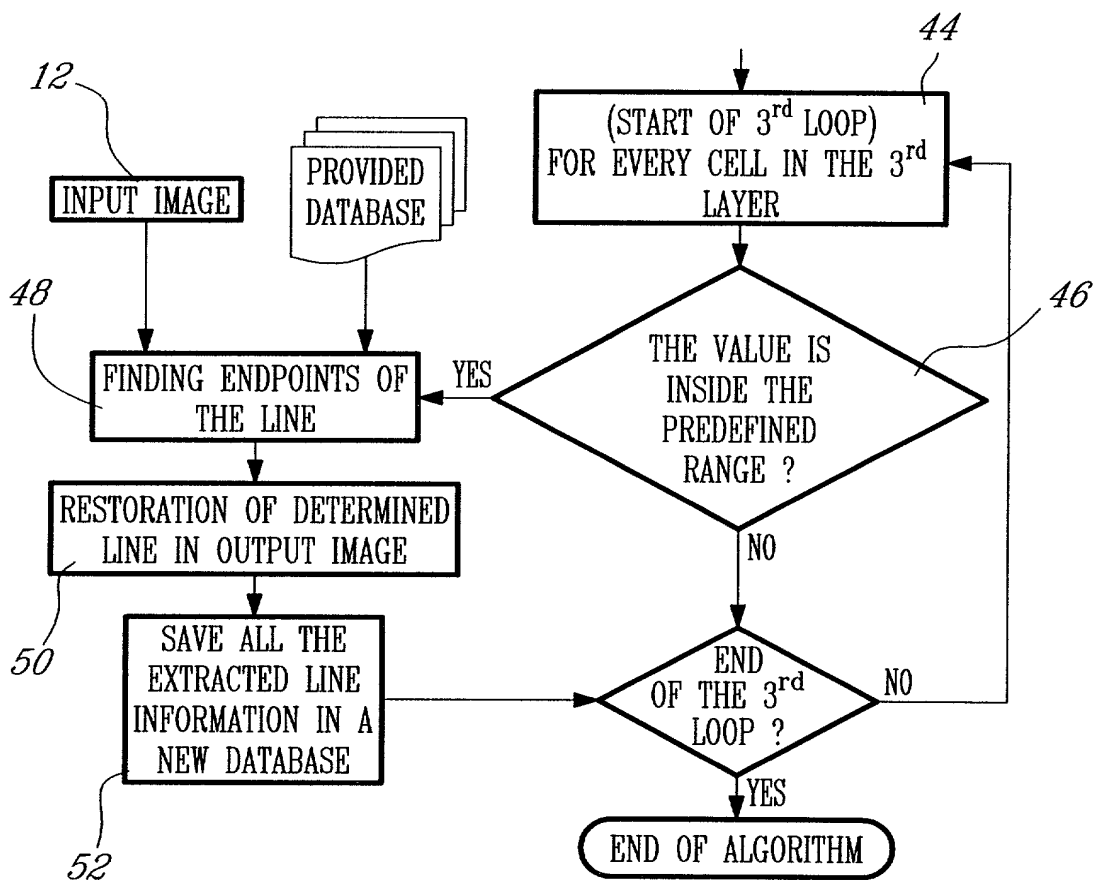 44
12
(START OF 3rd LOOP)
FOR EVERY CELL IN THE 3rd
LAYER
PROVIDED
DATABASE
INPUT IMAGE
48
46
THE VALUE IS
INSIDE THE
PREDEFINED
RANGE ?
YES
FINDING ENDPOINTS OF
THE LINE
NO
RESTORATION OF DETERMINED
LINE IN OUTPUT IMAGE
50
SAVE ALL THE
EXTRACTED LINE
INFORMATION IN A
NEW DATABASE
52
END
OF THE 3rd
LOOP ?
NO
YES
END OF ALGORITHM